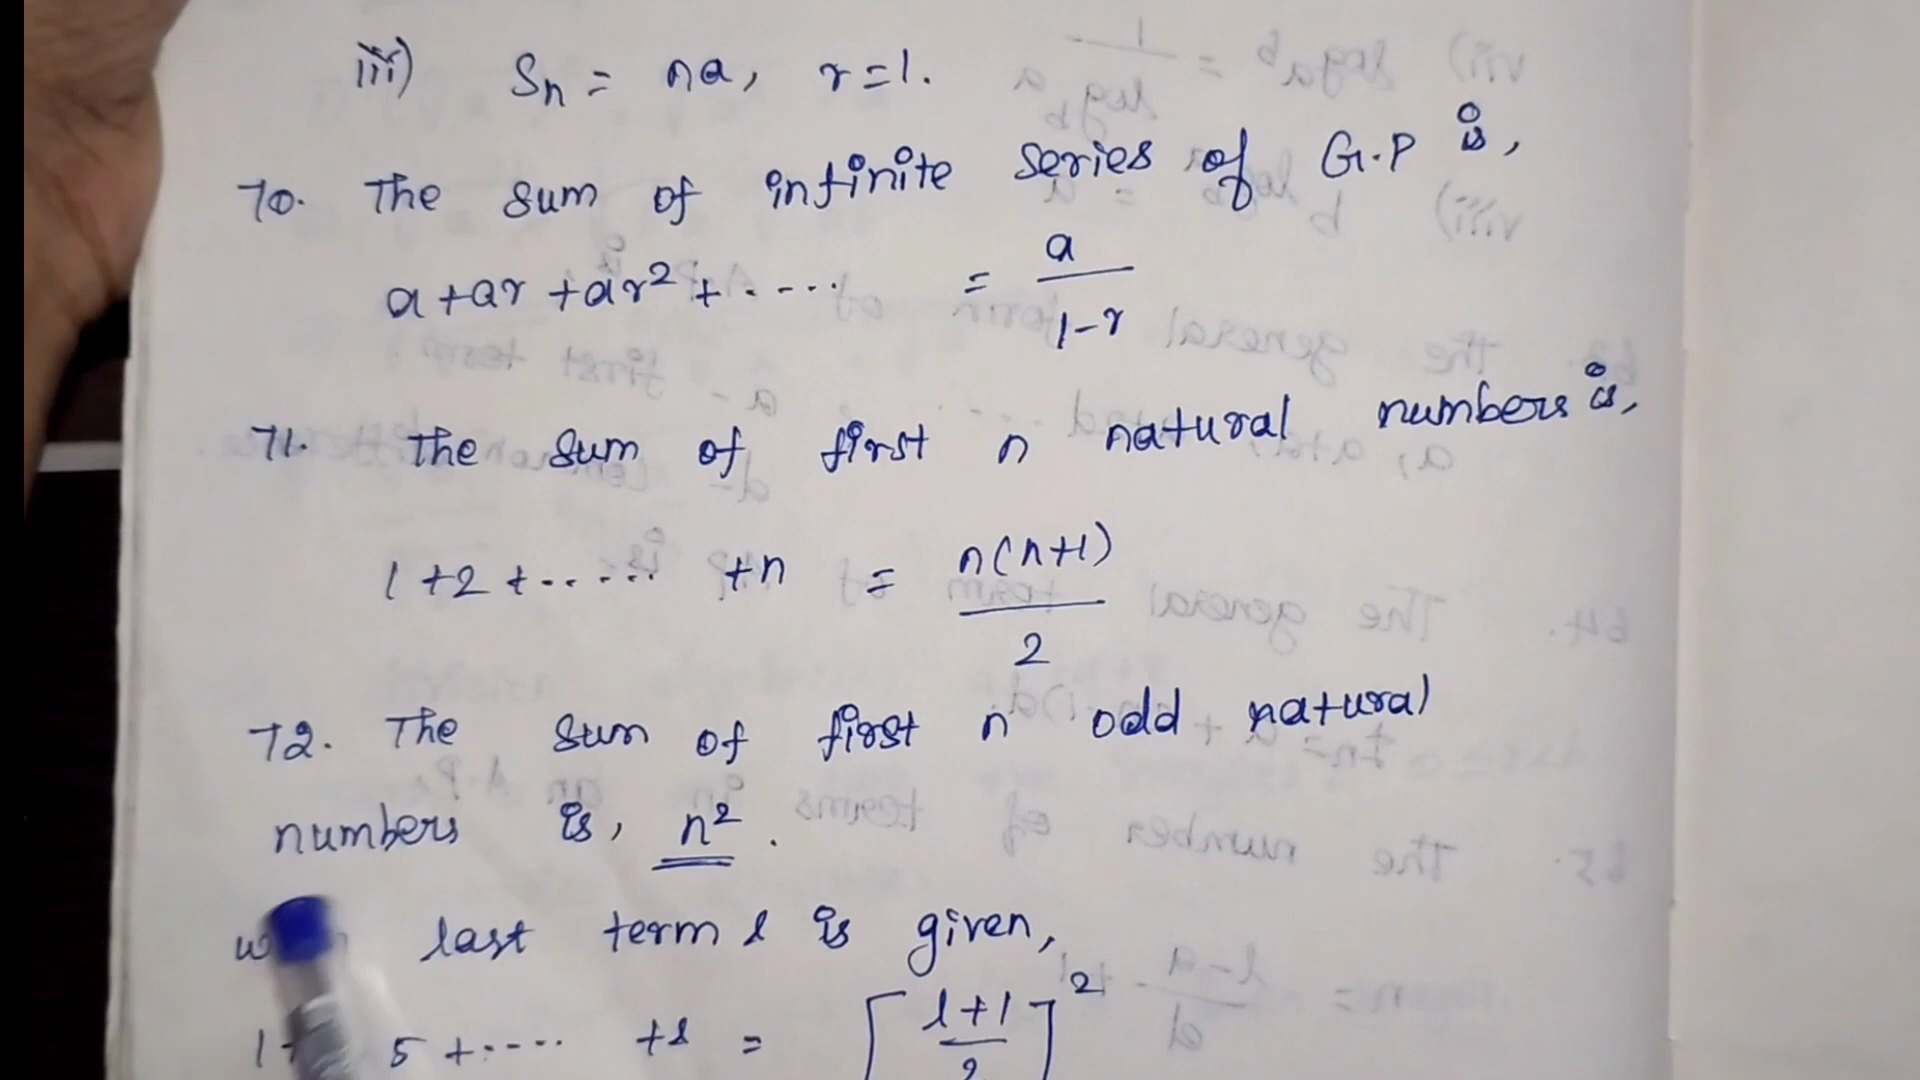 iii) Sn = na, r=1.
70. The sum of infinite series of G.P is,
a+ar+ar²+..... = a/(1-r)
71. The sum of first n natural numbers is,
1+2+...... +n = n(n+1)/2
72. The sum of first n odd natural
numbers is, n².
last term l is given,
1+ 5+..... +l = [(l+1)/2]²